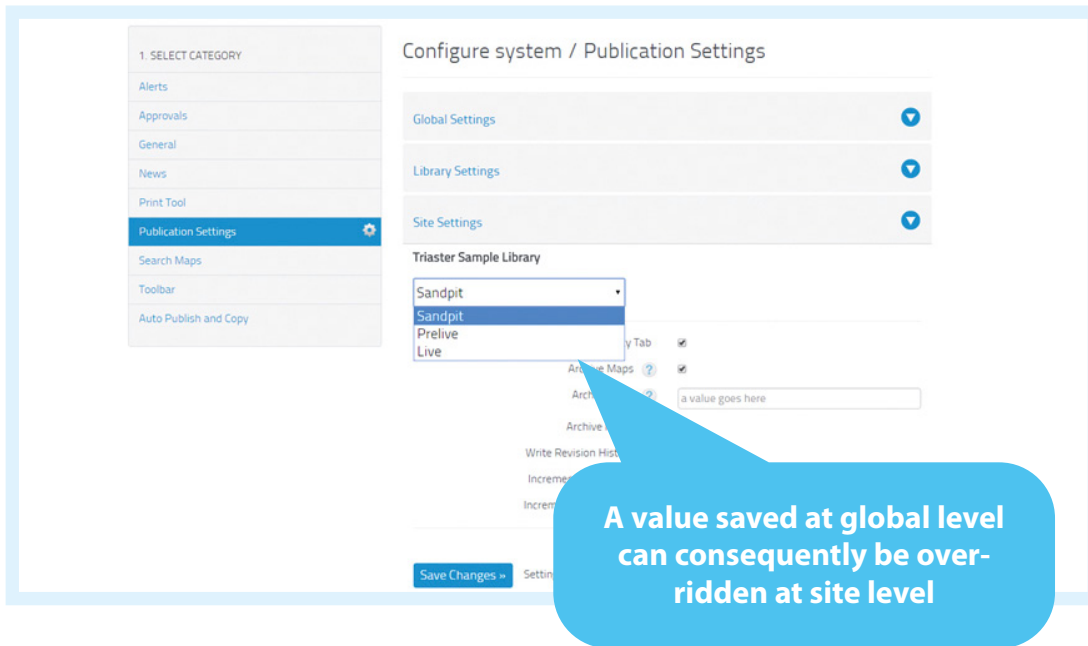 1. SELECT CATEGORY
Alerts
Approvals
General
News
Print Tool
Publication Settings
Search Maps
Toolbar
Auto Publish and Copy
Configure system / Publication Settings
Global Settings
Library Settings
Site Settings
Triaster Sample Library
Sandpit
Sandpit
Prelive
Live
Tab
Maps ?
?
a value goes here
Archive
Write Revision
Save Changes »
A value saved at global level
can consequently be over-
ridden at site level